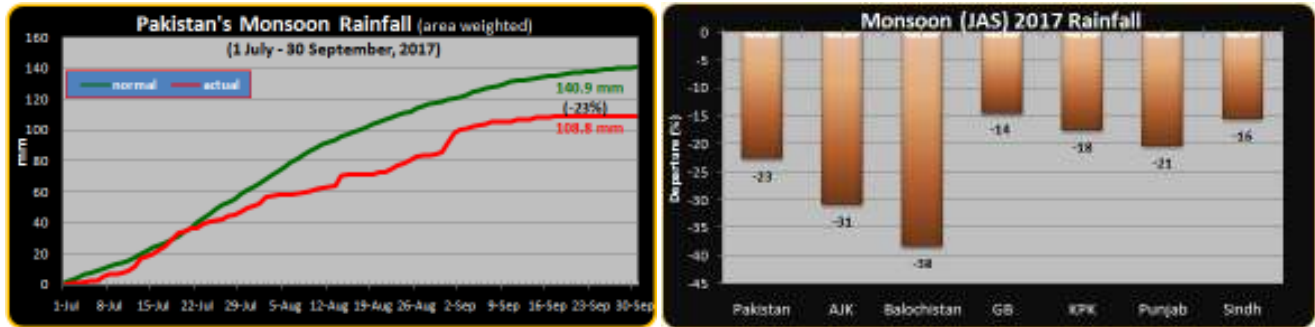 Pakistan's Monsoon Rainfall (area weighted)
(1 July - 30 September, 2017)
160
140
120
100
80
60
40
20
0
mm
normal actual
140.9 mm
(-23%)
108.8 mm
1-Jul 8-Jul 15-Jul 22-Jul 29-Jul 5-Aug 12-Aug 19-Aug 26-Aug 2-Sep 9-Sep 16-Sep 23-Sep 30-Sep
Monsoon (JAS) 2017 Rainfall
0
-5
-10
-15
-20
-25
-30
-35
-40
-45
Departure (%)
-23
-31
-38
-14
-18
-21
-16
Pakistan AJK Balochistan GB KPK Punjab Sindh